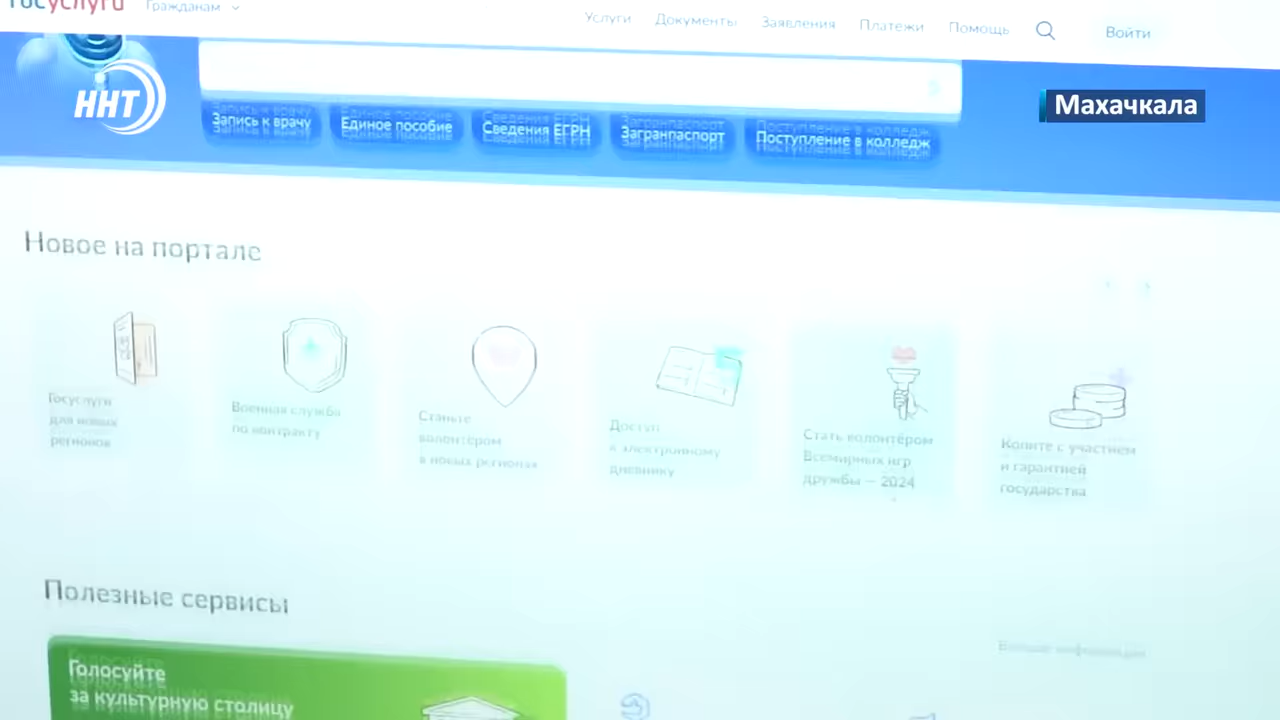 госуслуги
Гражданам
Услуги
Документы
Заявления
Платежи
Помощь
Войти
ННТ
Махачкала
Запись к врачу
Единое пособие
Сведения ЕГРН
Загранпаспорт
Поступление в колледж
Новое на портале
Госуслуги
для новых
регионов
Военная служба
по контракту
Станьте
волонтёром
в новых регионах
Доступ
к электронному
дневнику
Стать волонтёром
Всемирных игр
дружбы — 2024
Копите с участием
и гарантией
государства
Полезные сервисы
Больше информации
Голосуйте
за культурную столицу